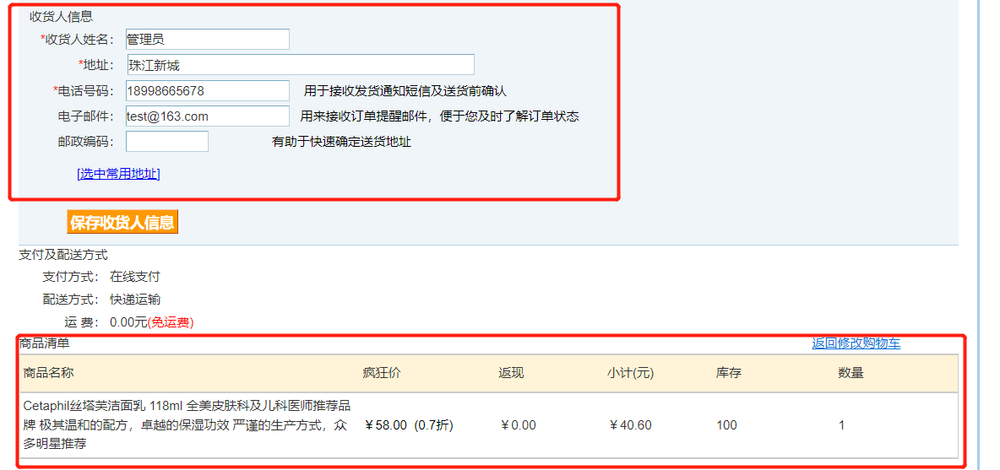 收货人信息
*收货人姓名： 管理员
*地址： 珠江新城
*电话号码： 18998665678 用于接收发货通知短信及送货前确认
电子邮件： test@163.com 用来接收订单提醒邮件，便于您及时了解订单状态
邮政编码： 有助于快速确定送货地址
[选中常用地址]
保存收货人信息
支付及配送方式
支付方式： 在线支付
配送方式： 快递运输
运 费： 0.00元(免运费)
商品清单 返回修改购物车
商品名称 疯狂价 返现 小计(元) 库存 数量
Cetaphil丝塔芙洁面乳 118ml 全美皮肤科及儿科医师推荐品
牌 极其温和的配方，卓越的保湿功效 严谨的生产方式，众 ￥58.00 (0.7折) ￥0.00 ￥40.60 100 1
多明星推荐